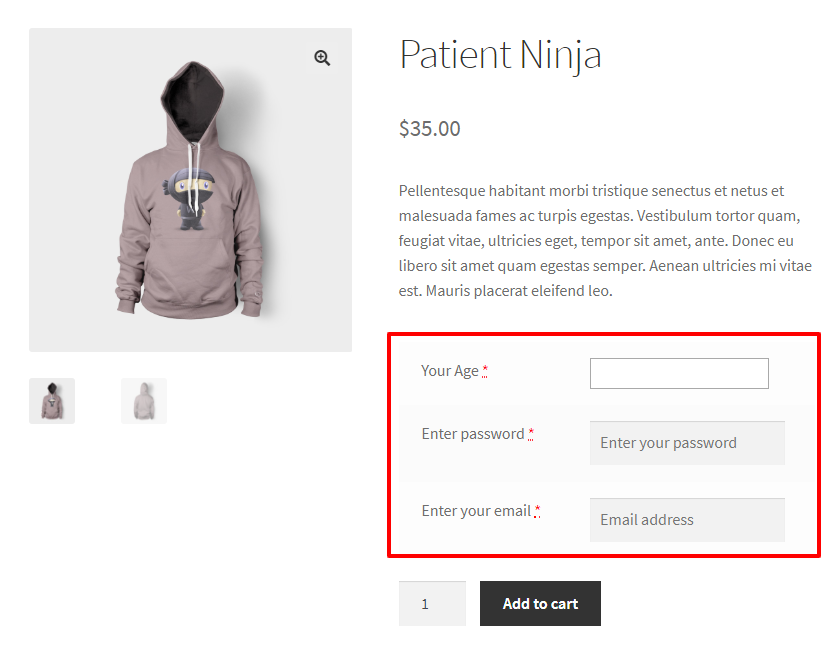 Patient Ninja
$35.00
Pellentesque habitant morbi tristique senectus et netus et
malesuada fames ac turpis egestas. Vestibulum tortor quam,
feugiat vitae, ultricies eget, tempor sit amet, ante. Donec eu
libero sit amet quam egestas semper. Aenean ultricies mi vitae
est. Mauris placerat eleifend leo.
Your Age *
Enter password *
Enter your password
Enter your email *
Email address
1
Add to cart